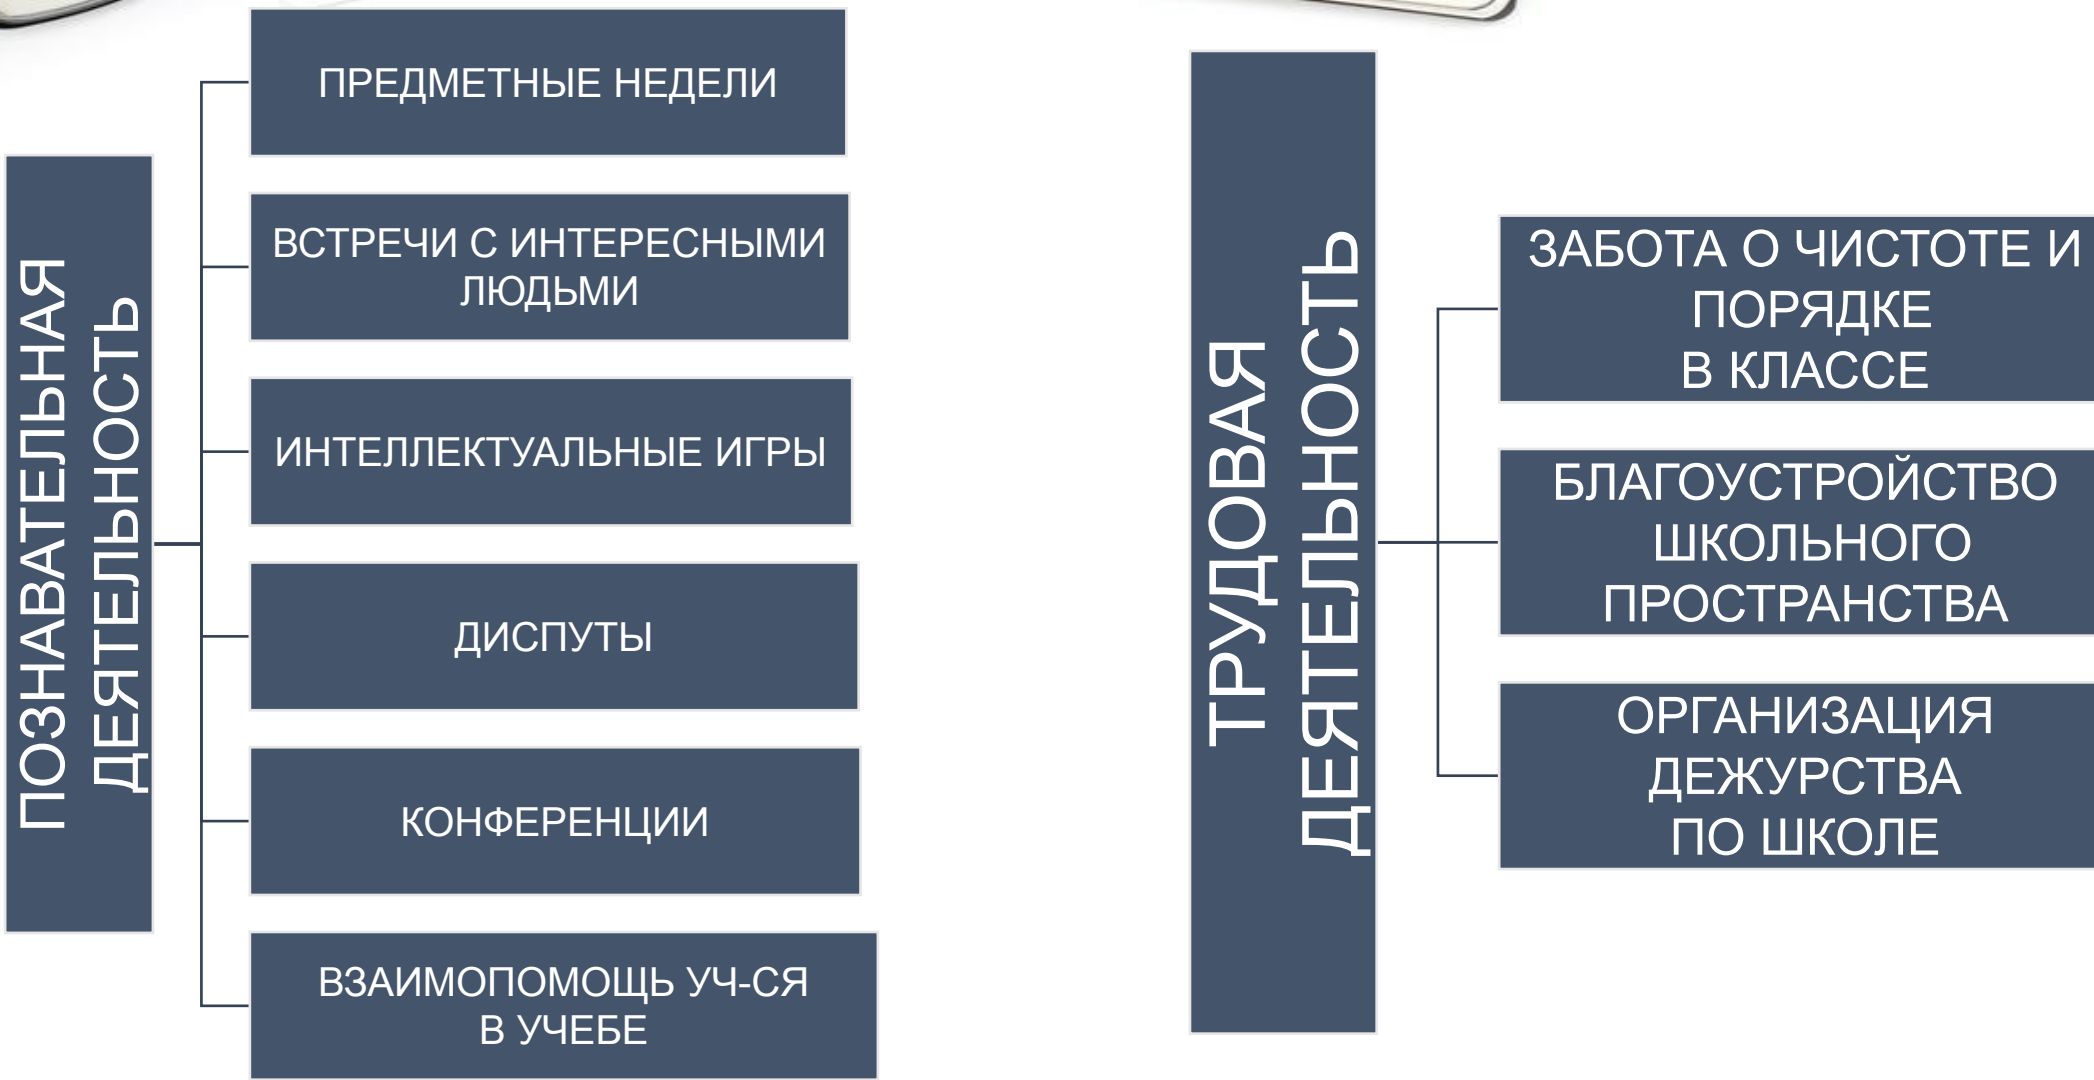 ПОЗНАВАТЕЛЬНАЯ
ДЕЯТЕЛЬНОСТЬ
ПРЕДМЕТНЫЕ НЕДЕЛИ
ВСТРЕЧИ С ИНТЕРЕСНЫМИ
ЛЮДЬМИ
ИНТЕЛЛЕКТУАЛЬНЫЕ ИГРЫ
ДИСПУТЫ
КОНФЕРЕНЦИИ
ВЗАИМОПОМОЩЬ УЧ-СЯ
В УЧЕБЕ
ТРУДОВАЯ
ДЕЯТЕЛЬНОСТЬ
ЗАБОТА О ЧИСТОТЕ И
ПОРЯДКЕ
В КЛАССЕ
БЛАГОУСТРОЙСТВО
ШКОЛЬНОГО
ПРОСТРАНСТВА
ОРГАНИЗАЦИЯ
ДЕЖУРСТВА
ПО ШКОЛЕ